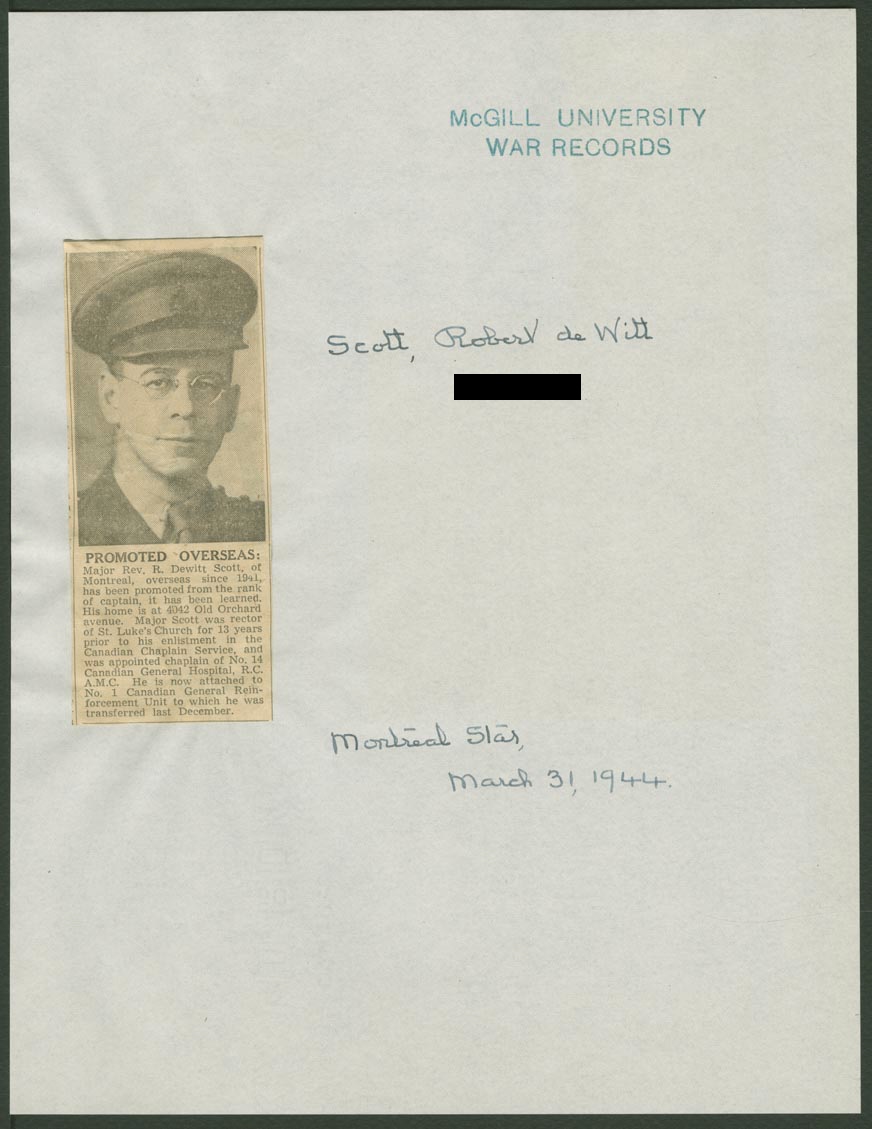 McGILL UNIVERSITY
WAR RECORDS
Scott, Robert de Witt
PROMOTED OVERSEAS:
Major Rev. R. Dewitt Scott, of
Montreal, overseas since 1941,
has been promoted from the rank
of captain, it has been learned.
His home is at 4042 Old Orchard
avenue. Major Scott was rector
of St. Luke's Church for 13 years
prior to his enlistment in the
Canadian Chaplain Service, and
was appointed chaplain of No. 14
Canadian General Hospital, R.C.
A.M.C. He is now attached to
No. 1 Canadian General Rein-
forcement Unit to which he was
transferred last December.
Montreal Star,
March 31, 1944.